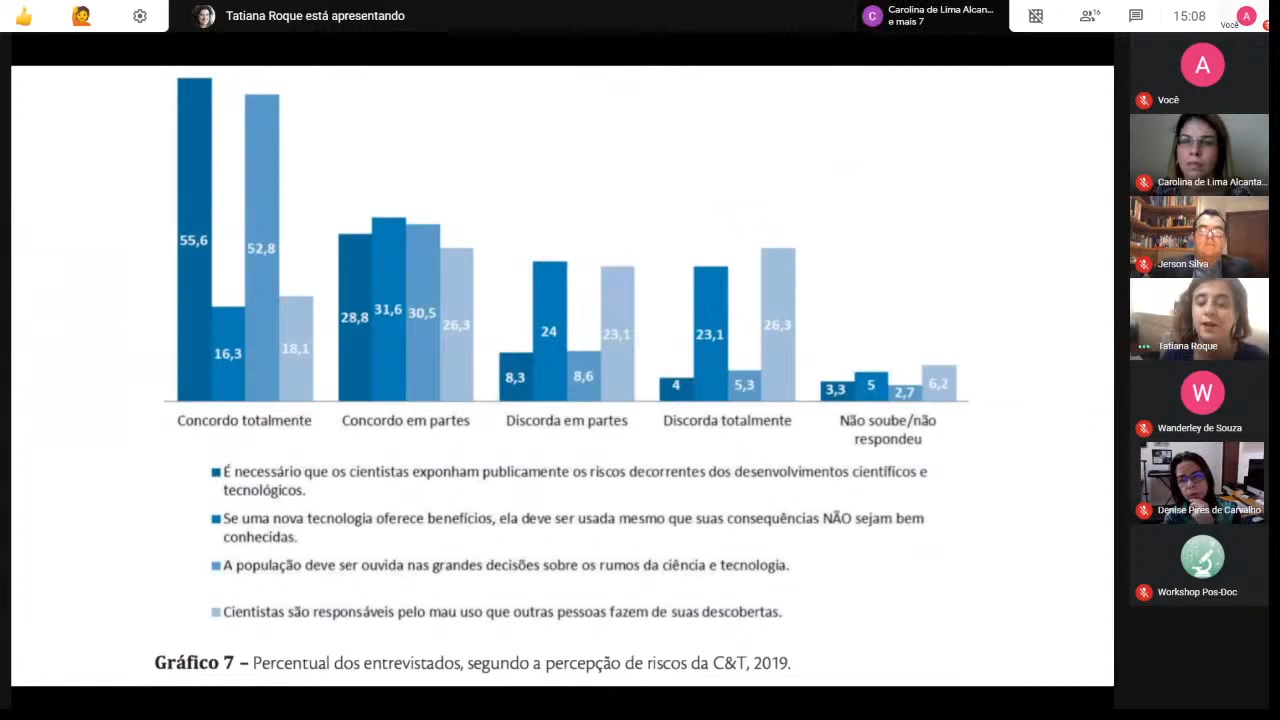 Tatiana Roque está apresentando
C
Carolina de Lima Alcan...
e mais 7
16
15:08
A
Você
A
Você
Carolina de Lima Alcanta...
Jerson Silva
Tatiana Roque
W
Wanderley de Souza
Denise Pires de Carvalho
Workshop Pos-Doc
55,6
16,3
52,8
18,1
28,8
31,6
30,5
26,3
8,3
24
8,6
23,1
4
23,1
5,3
26,3
3,3
5
2,7
6,2
Concordo totalmente
Concordo em partes
Discorda em partes
Discorda totalmente
Não soube/não
respondeu
É necessário que os cientistas exponham publicamente os riscos decorrentes dos desenvolvimentos científicos e
tecnológicos.
Se uma nova tecnologia oferece benefícios, ela deve ser usada mesmo que suas consequências NÃO sejam bem
conhecidas.
A população deve ser ouvida nas grandes decisões sobre os rumos da ciência e tecnologia.
Cientistas são responsáveis pelo mau uso que outras pessoas fazem de suas descobertas.
Gráfico 7 – Percentual dos entrevistados, segundo a percepção de riscos da C&T, 2019.